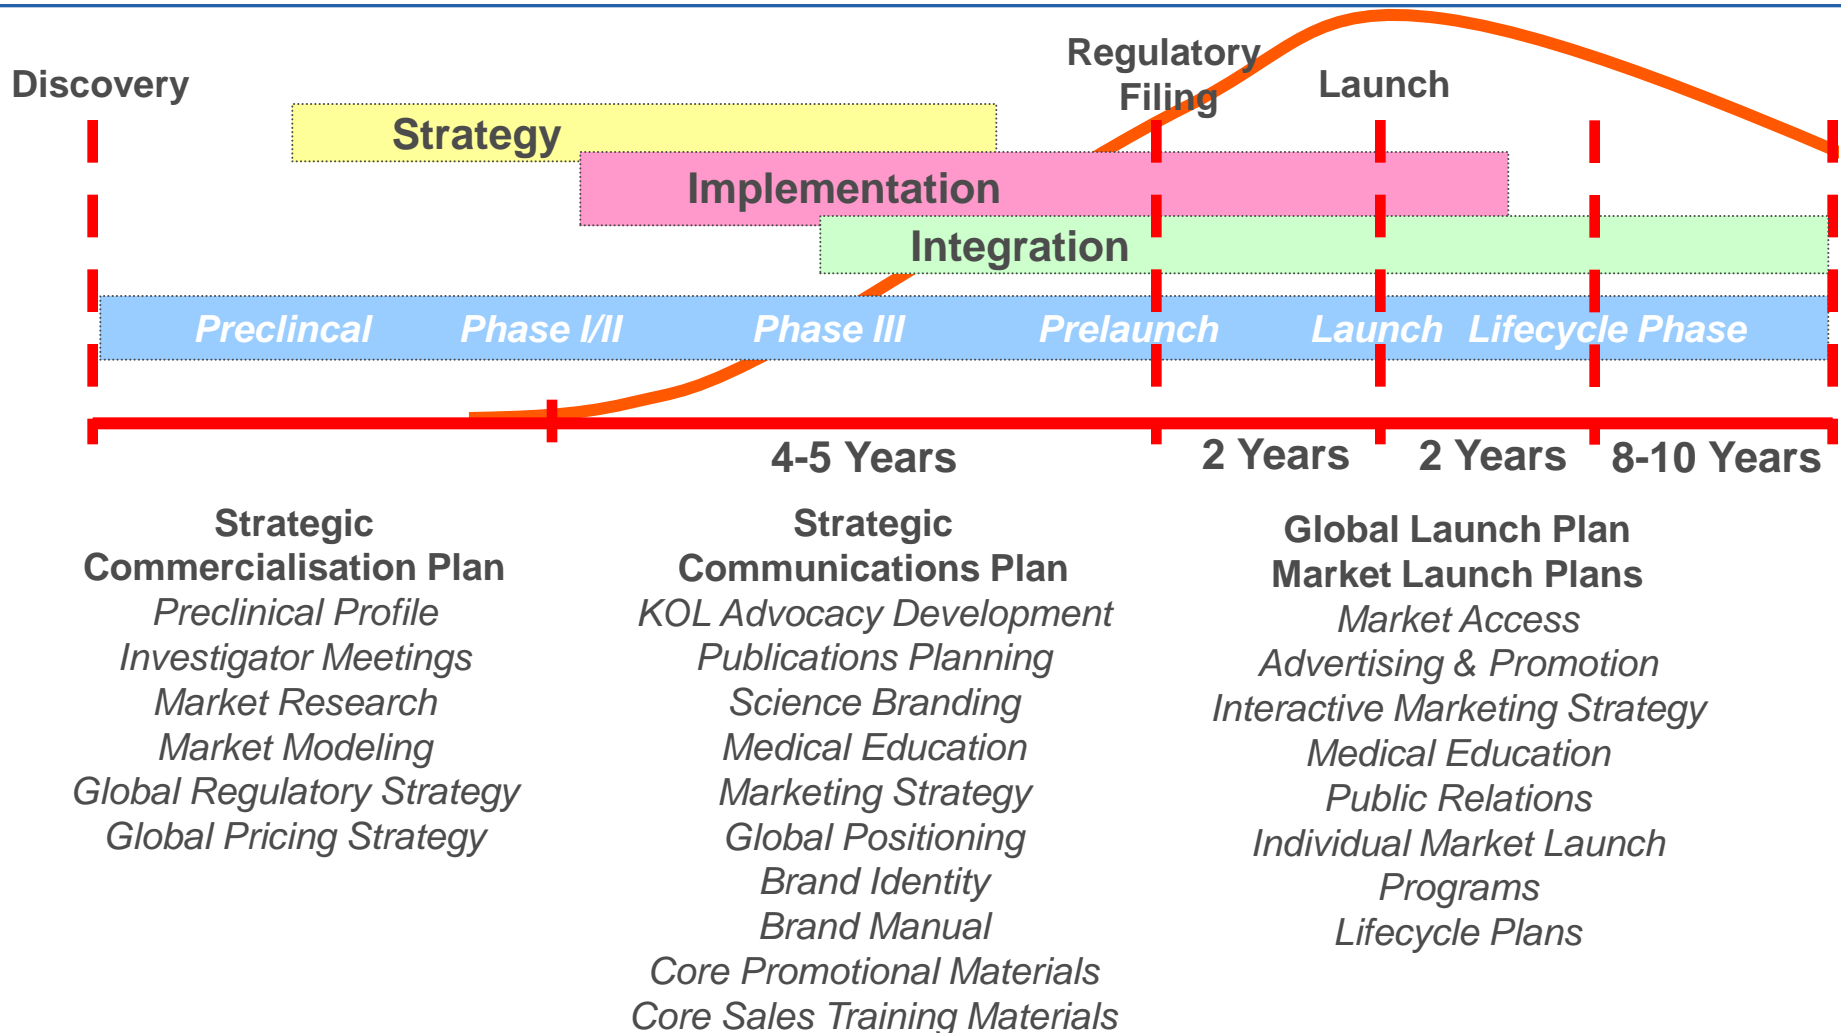 Discovery
Regulatory
Filing
Launch
Strategy
Implementation
Integration
Preclincal
Phase I/II
Phase III
Prelaunch
Launch
Lifecycle Phase
4-5 Years
2 Years
2 Years
8-10 Years
Strategic
Commercialisation Plan
Preclinical Profile
Investigator Meetings
Market Research
Market Modeling
Global Regulatory Strategy
Global Pricing Strategy
Strategic
Communications Plan
KOL Advocacy Development
Publications Planning
Science Branding
Medical Education
Marketing Strategy
Global Positioning
Brand Identity
Brand Manual
Core Promotional Materials
Core Sales Training Materials
Global Launch Plan
Market Launch Plans
Market Access
Advertising & Promotion
Interactive Marketing Strategy
Medical Education
Public Relations
Individual Market Launch
Programs
Lifecycle Plans